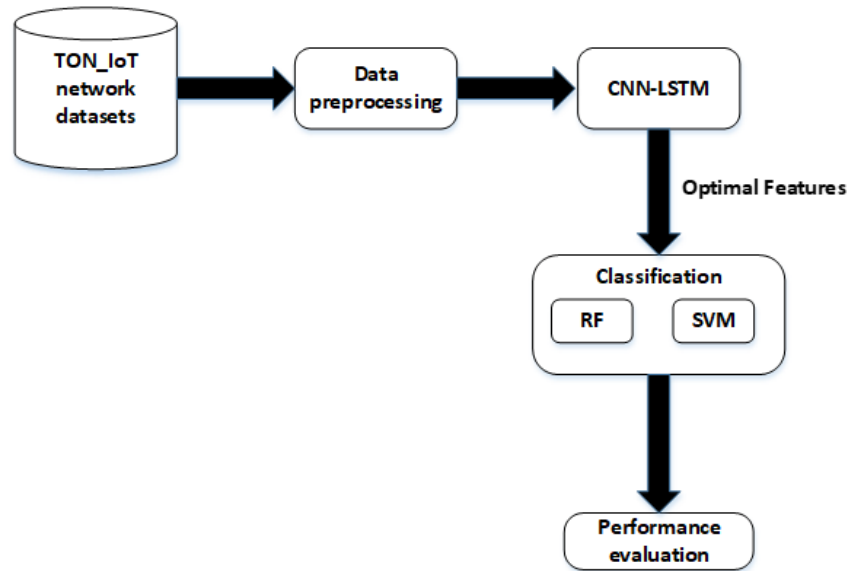 TON_IoT
network
datasets
Data
preprocessing
CNN-LSTM
Optimal Features
Classification
RF
SVM
Performance
evaluation